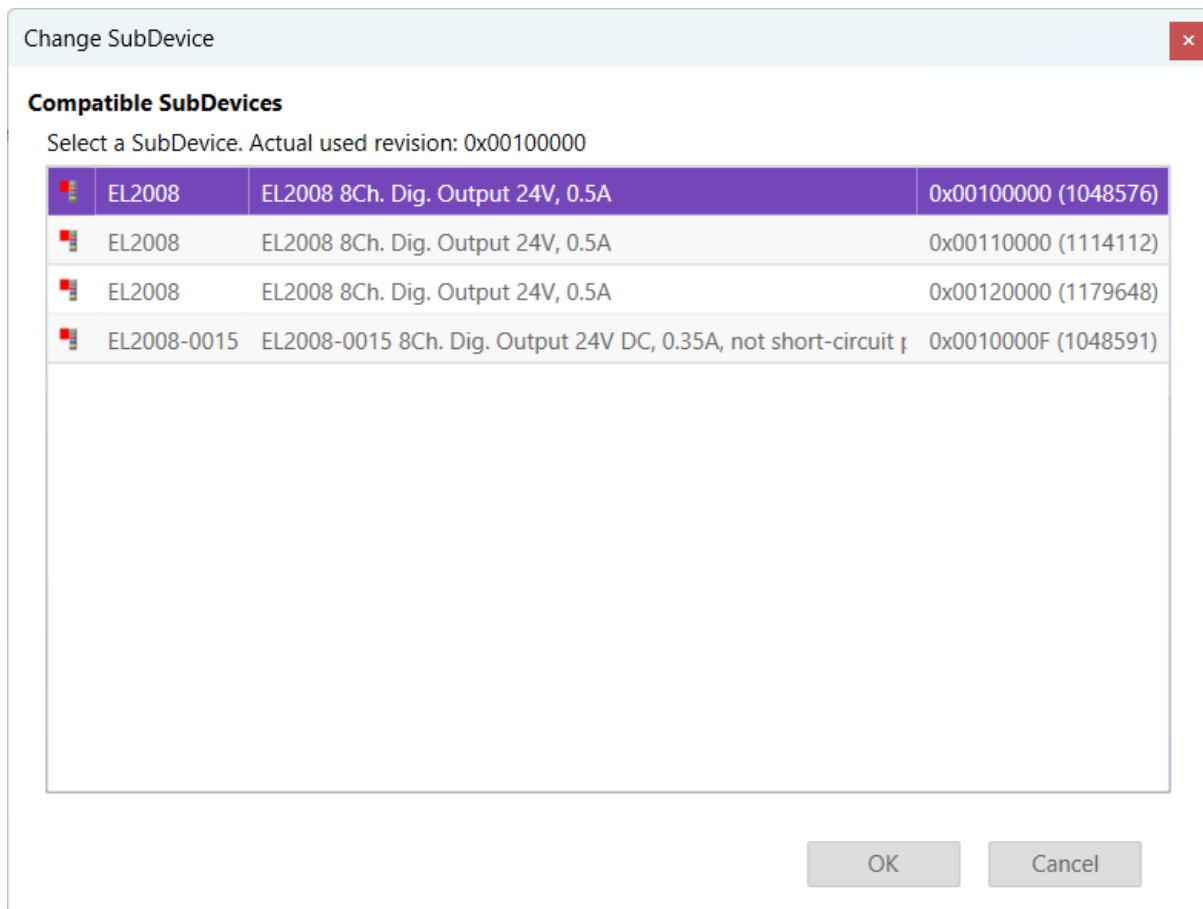 Change SubDevice
Compatible SubDevices
Select a SubDevice. Actual used revision: 0x00100000
EL2008 EL2008 8Ch. Dig. Output 24V, 0.5A 0x00100000 (1048576)
EL2008 EL2008 8Ch. Dig. Output 24V, 0.5A 0x00110000 (1114112)
EL2008 EL2008 8Ch. Dig. Output 24V, 0.5A 0x00120000 (1179648)
EL2008-0015 EL2008-0015 8Ch. Dig. Output 24V DC, 0.35A, not short-circuit 0x0010000F (1048591)
OK Cancel